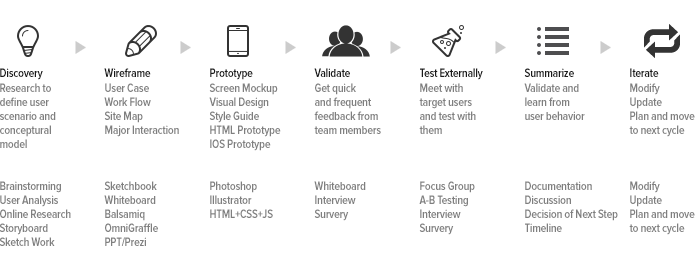 Discovery
Research to
define user
scenario and
conceptural
model
Wireframe
User Case
Work Flow
Site Map
Major Interaction
Prototype
Screen Mockup
Visual Design
Style Guide
HTML Prototype
IOS Prototype
Validate
Get quick
and frequent
feedback from
team members
Test Externally
Meet with
target users
and test with
them
Summarize
Validate and
learn from
user behavior
Iterate
Modify
Update
Plan and move
to next cycle
Brainstorming
User Analysis
Online Research
Storyboard
Sketch Work
Sketchbook
Whiteboard
Balsamiq
OmniGraffle
PPT/Prezi
Photoshop
Illustrator
HTML+CSS+JS
Whiteboard
Interview
Survery
Focus Group
A-B Testing
Interview
Survery
Documentation
Discussion
Decision of Next Step
Timeline
Modify
Update
Plan and move
to next cycle